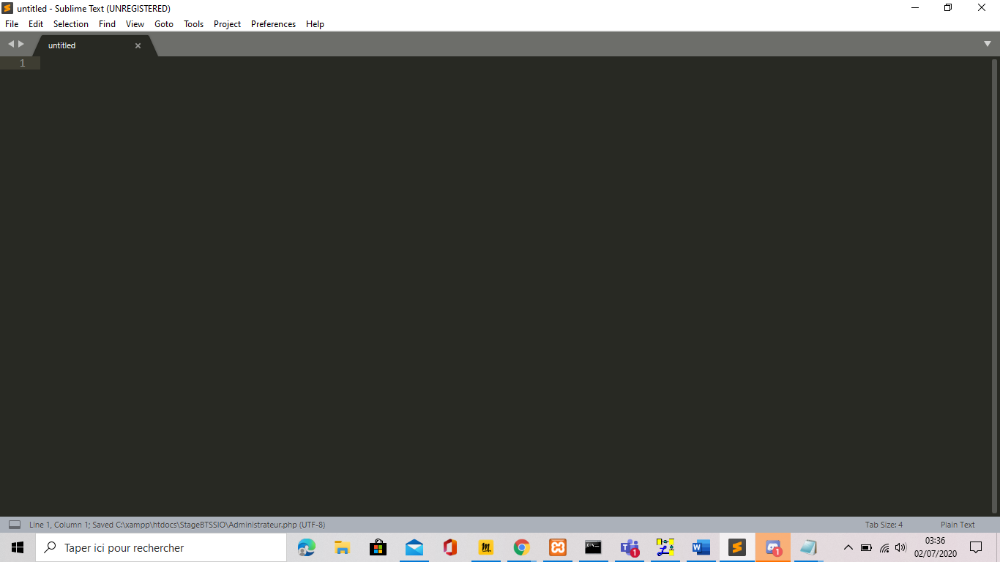 untitled - Sublime Text (UNREGISTERED)
File Edit Selection Find View Goto Tools Project Preferences Help
untitled
1
Line 1, Column 1; Saved C:\xampp\htdocs\StageBTSSIO\Administrateur.php (UTF-8)
Tab Size: 4
Plain Text
Taper ici pour rechercher
1
1
03:36
02/07/2020